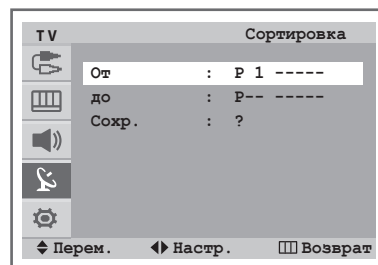 TV Сортировка
От : P 1 -----
до : P-- -----
Сохр. : ?
Перем. Настр. Возврат